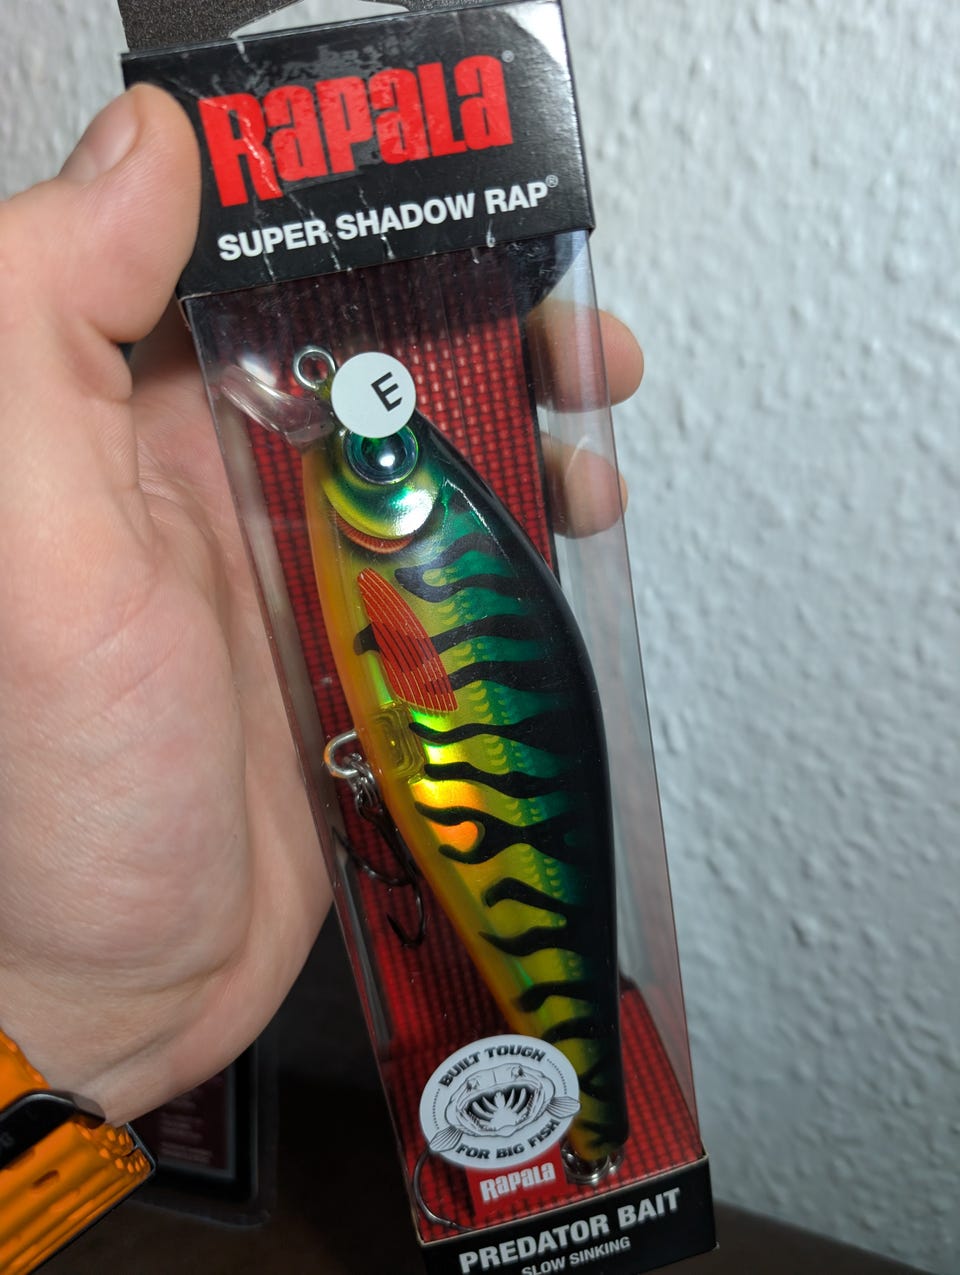 Rapala®
SUPER SHADOW RAP®
E
BUILT TOUGH
FOR BIG FISH
Rapala
PREDATOR BAIT
SLOW SINKING